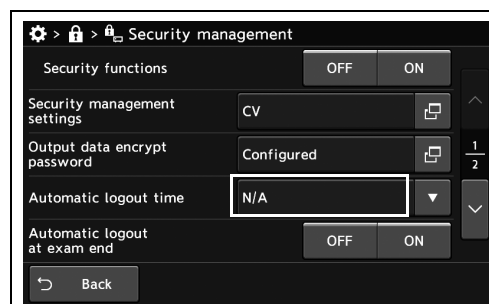 > > Security management
Security functions OFF ON
Security management
settings
CV
Output data encrypt
password
Configured
1
2
Automatic logout time N/A
Automatic logout
at exam end
OFF ON
Back